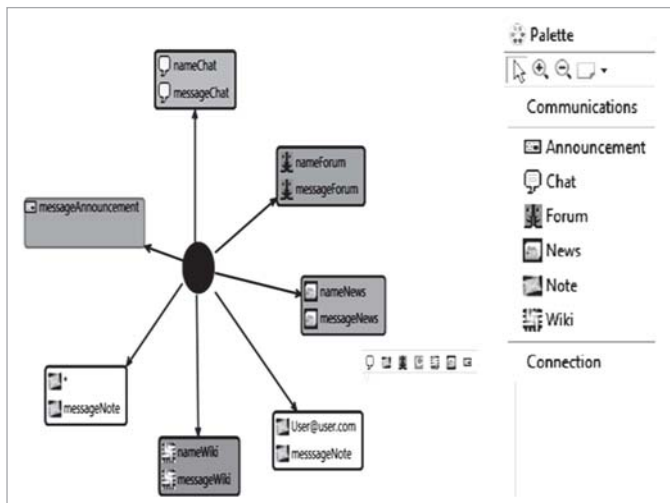 nameChat
messageChat
nameForum
messageForum
messageAnnouncement
nameNews
messageNews
*
messageNote
User@user.com
messsageNote
nameWiki
messageWiki
Palette
Communications
Announcement
Chat
Forum
News
Note
Wiki
Connection